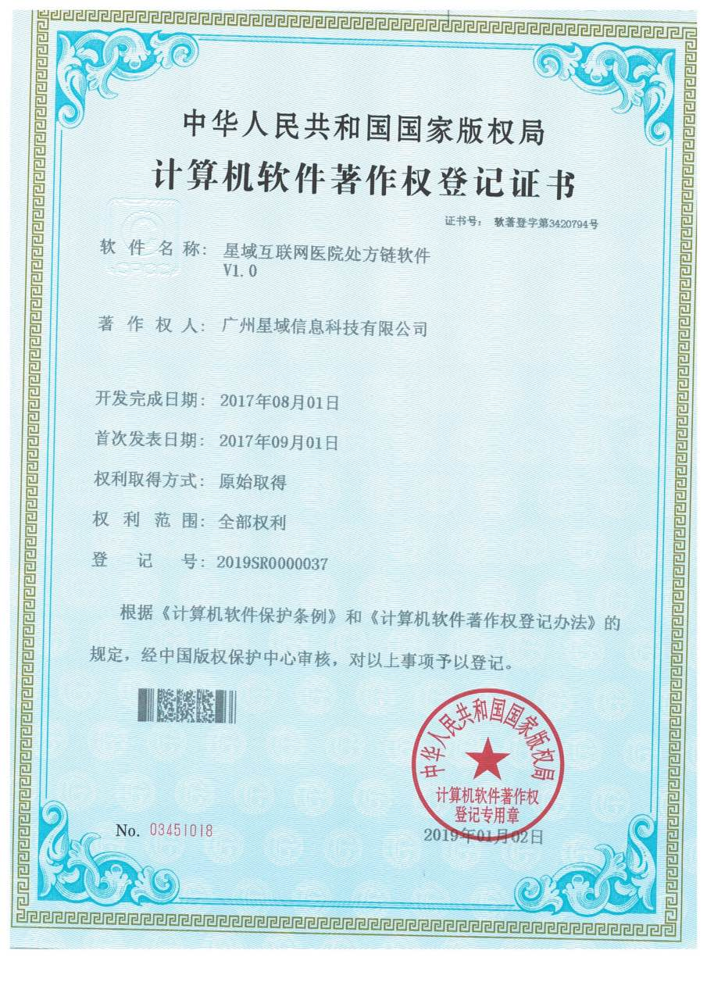 中华人民共和国国家版权局
计算机软件著作权登记证书
证书号： 软著登字第3420794号
软件名称： 星域互联网医院处方链软件
V1.0
著作权人： 广州星域信息科技有限公司
开发完成日期： 2017年08月01日
首次发表日期： 2017年09月01日
权利取得方式： 原始取得
权利范围： 全部权利
登记号： 2019SR0000037
根据《计算机软件保护条例》和《计算机软件著作权登记办法》的
规定，经中国版权保护中心审核，对以上事项予以登记。
中华人民共和国国家版权局
计算机软件著作权
登记专用章
No. 03451018
2019年01月02日